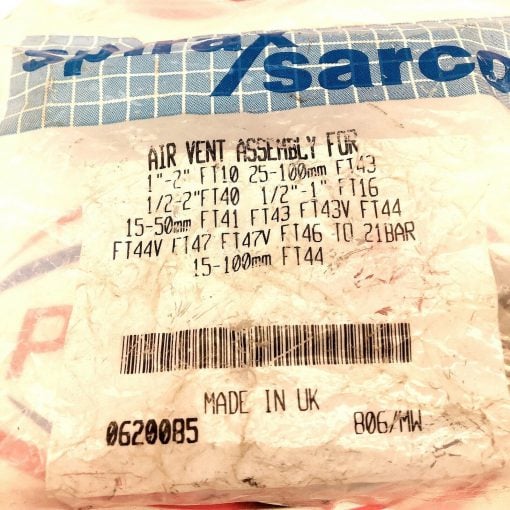 spirax/sarco
AIR VENT ASSEMBLY FOR
1"-2" FT10 25-100mm FT43
1/2-2"FT40 1/2"-1" FT16
15-50mm FT41 FT43 FT43V FT44
FT44V FT47 FT47V FT46 TO 21BAR
15-100mm FT44
MADE IN UK
0620085 806/MW